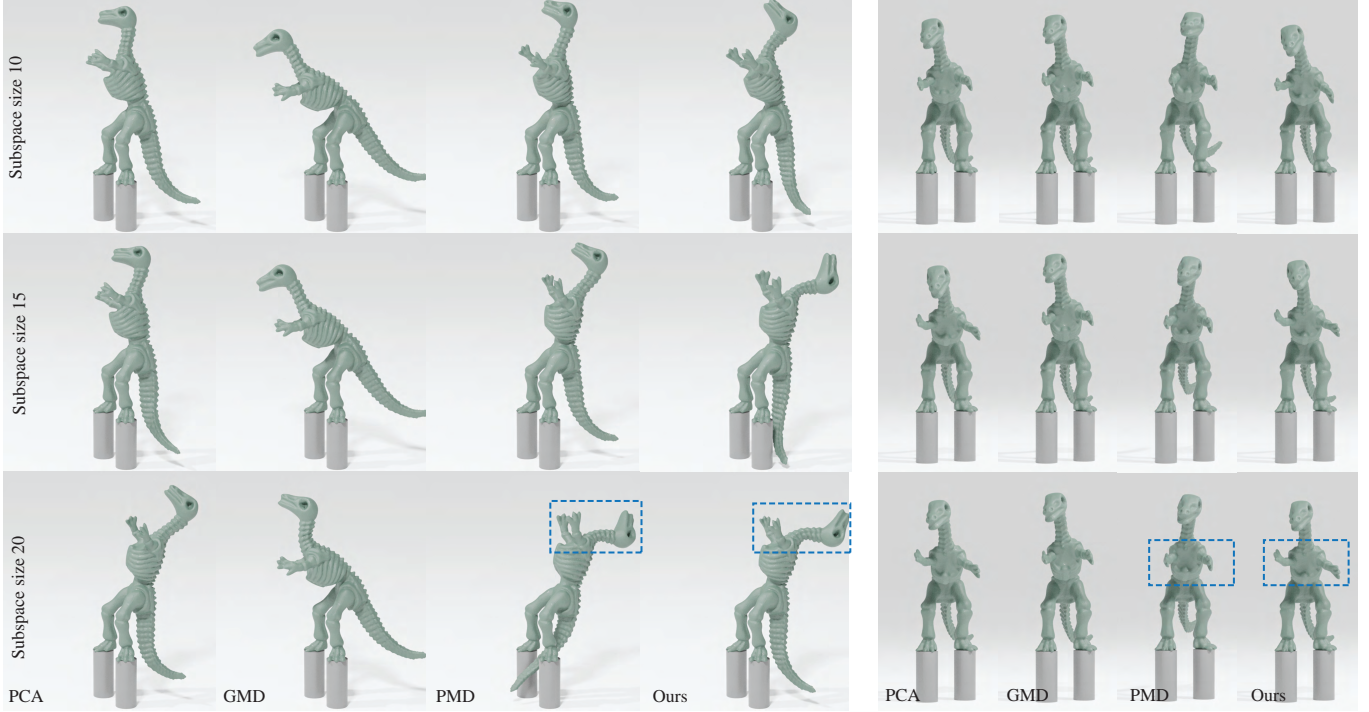 Subspace size 10
Subspace size 15
Subspace size 20
PCA
GMD
PMD
Ours
PCA
GMD
PMD
Ours